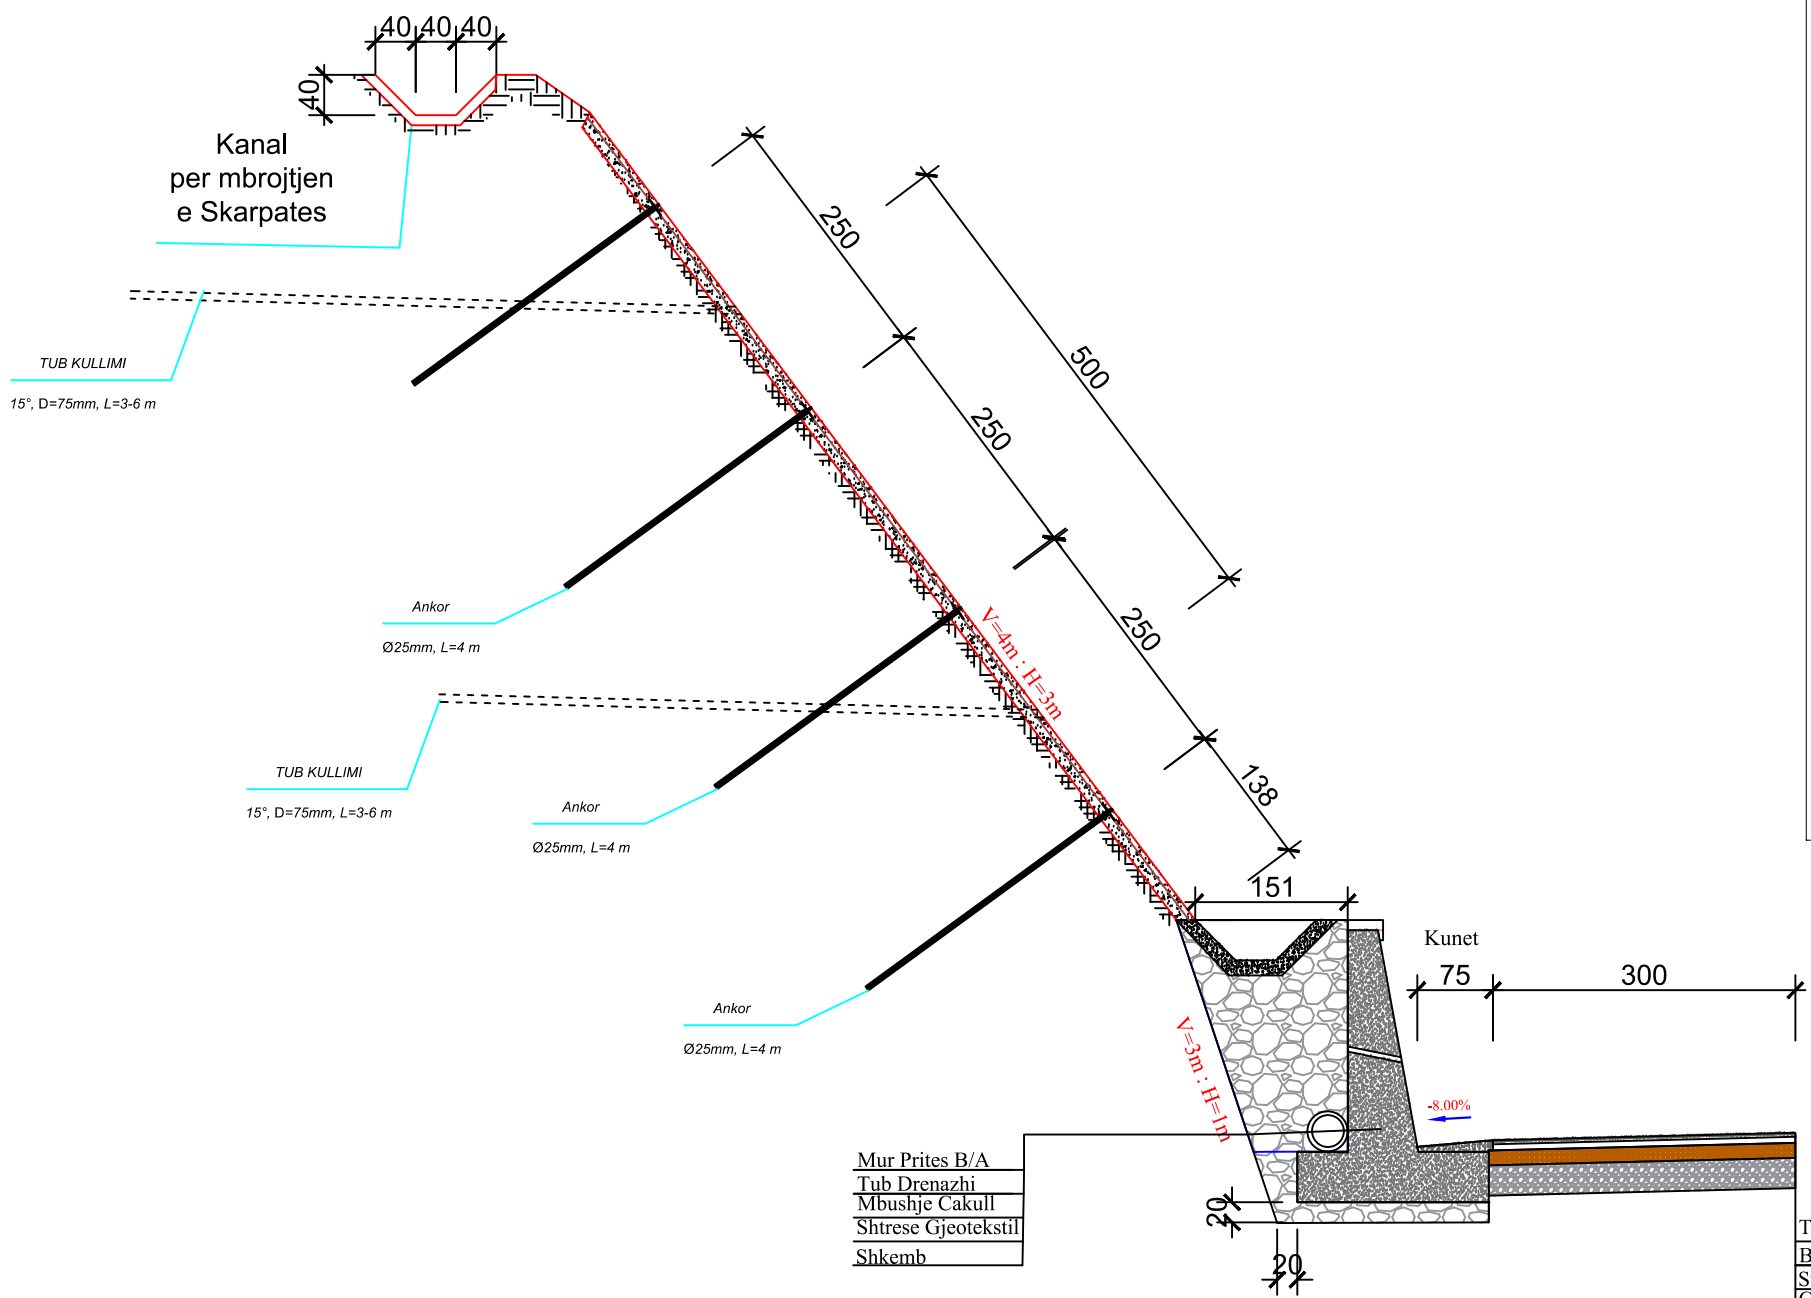 40 40 40
40
Kanal
per mbrojtjen
e Skarpates
250
500
TUB KULLIMI
15°, D=75mm, L=3-6 m
250
Ankor
Ø25mm, L=4 m
V=4m : H=3m
250
TUB KULLIMI
15°, D=75mm, L=3-6 m
138
Ankor
Ø25mm, L=4 m
151
Kunet
75
300
Ankor
Ø25mm, L=4 m
V=3m : H=1m
-8.00%
Mur Prites B/A
Tub Drenazhi
Mbushje Cakull
Shtrese Gjeotekstil
Shkemb
20
20
T
B
S